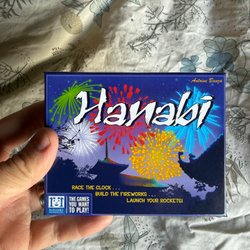 Antoine Bauza
Hanabi
RACE THE CLOCK . . .
BUILD THE FIREWORKS . . .
LAUNCH YOUR ROCKETS!
THE GAMES
YOU WANT
TO PLAY!